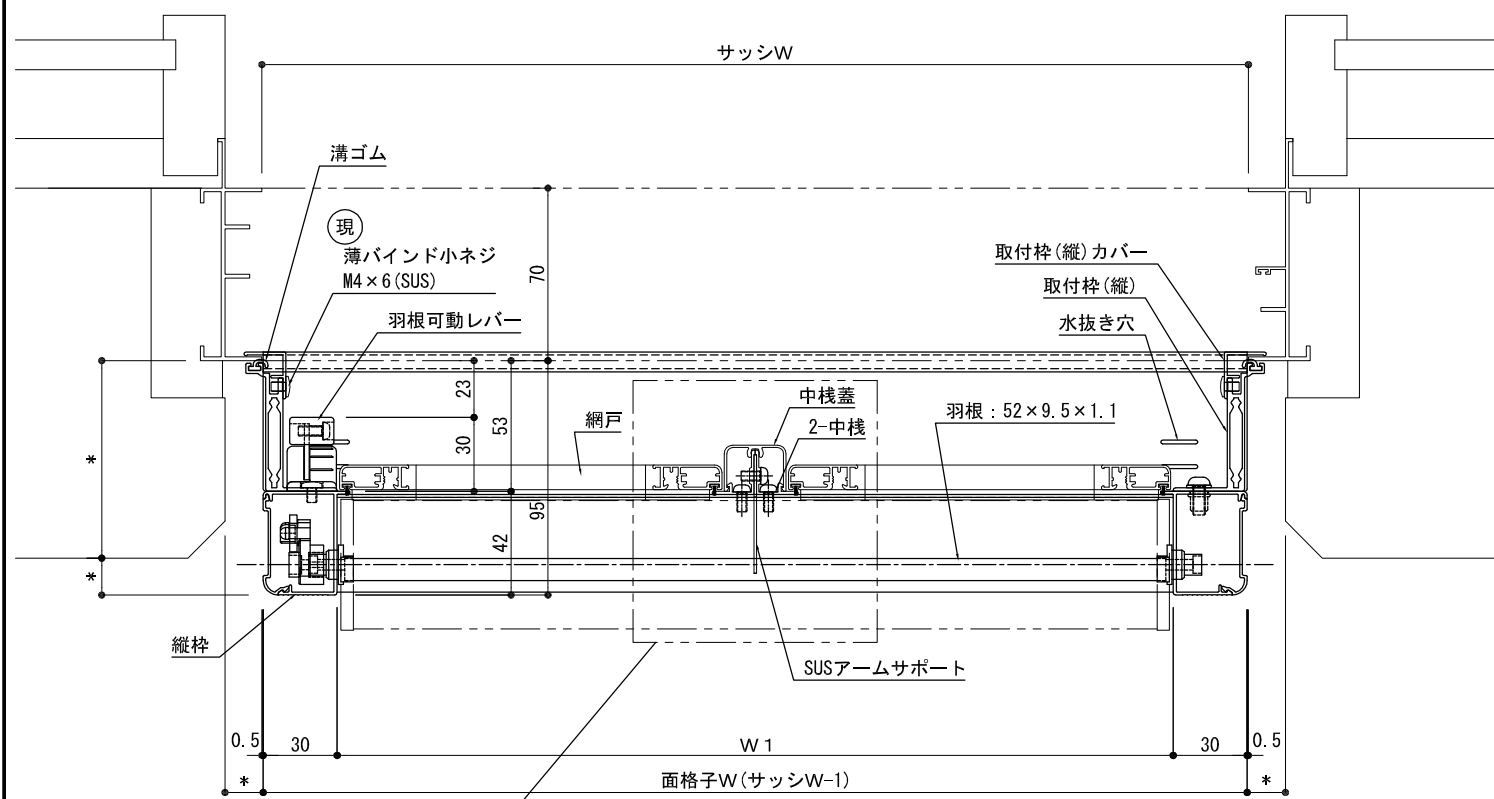 サッシW
溝ゴム
現
薄バインド小ネジ
M4×6(SUS)
羽根可動レバー
70
取付枠(縦)カバー
取付枠(縦)
水抜き穴
23
30
53
網戸
中桟蓋
2-中桟
羽根:52×9.5×1.1
*
95
42
*
縦枠
SUSアームサポート
0.5
30
W1
30
0.5
*
面格子W(サッシW-1)
*